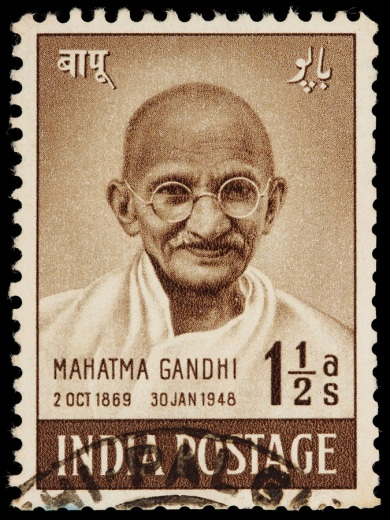 बापू
باپو
MAHATMA GANDHI
2 OCT 1869 30 JAN 1948
1 1/2 as
INDIA POSTAGE